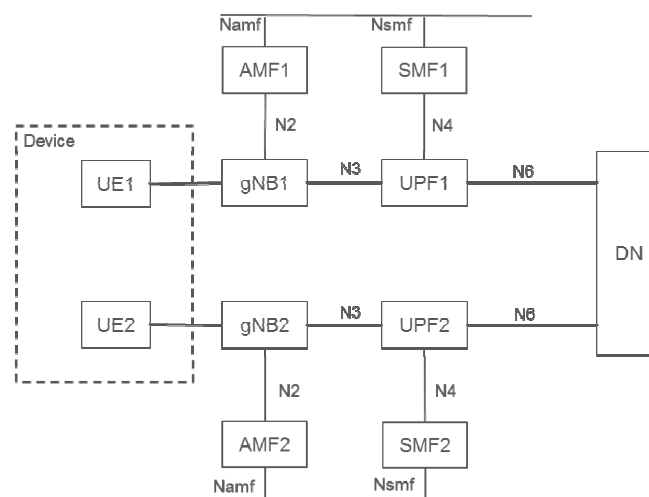 Namf
Nsmf
AMF1
SMF1
N2
N4
Device
UE1
gNB1
N3
UPF1
N6
DN
UE2
gNB2
N3
UPF2
N6
N2
N4
AMF2
SMF2
Namf
Nsmf